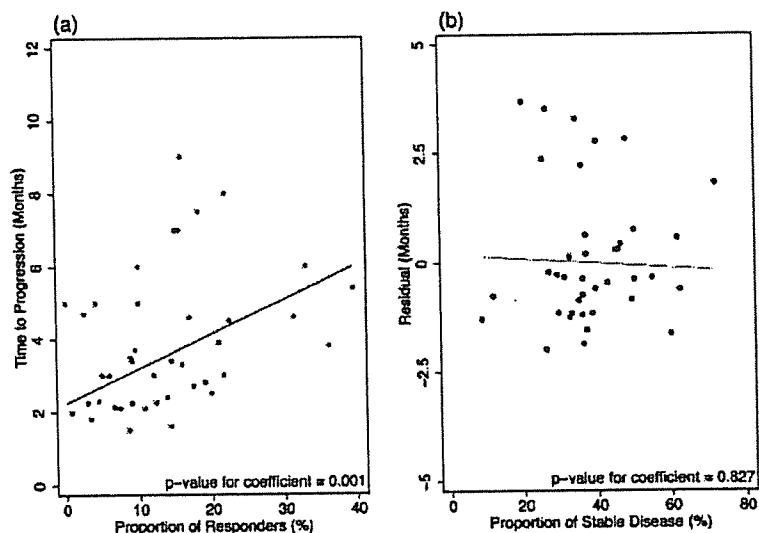 (a)
12
10
8
6
4
2
0
Time to Progression (Months)
p-value for coefficient = 0.001
0 10 20 30 40
Proportion of Responders (%)
(b)
5
2.5
0
-2.5
-5
Residual (Months)
p-value for coefficient = 0.827
0 20 40 60 80
Proportion of Stable Disease (%)